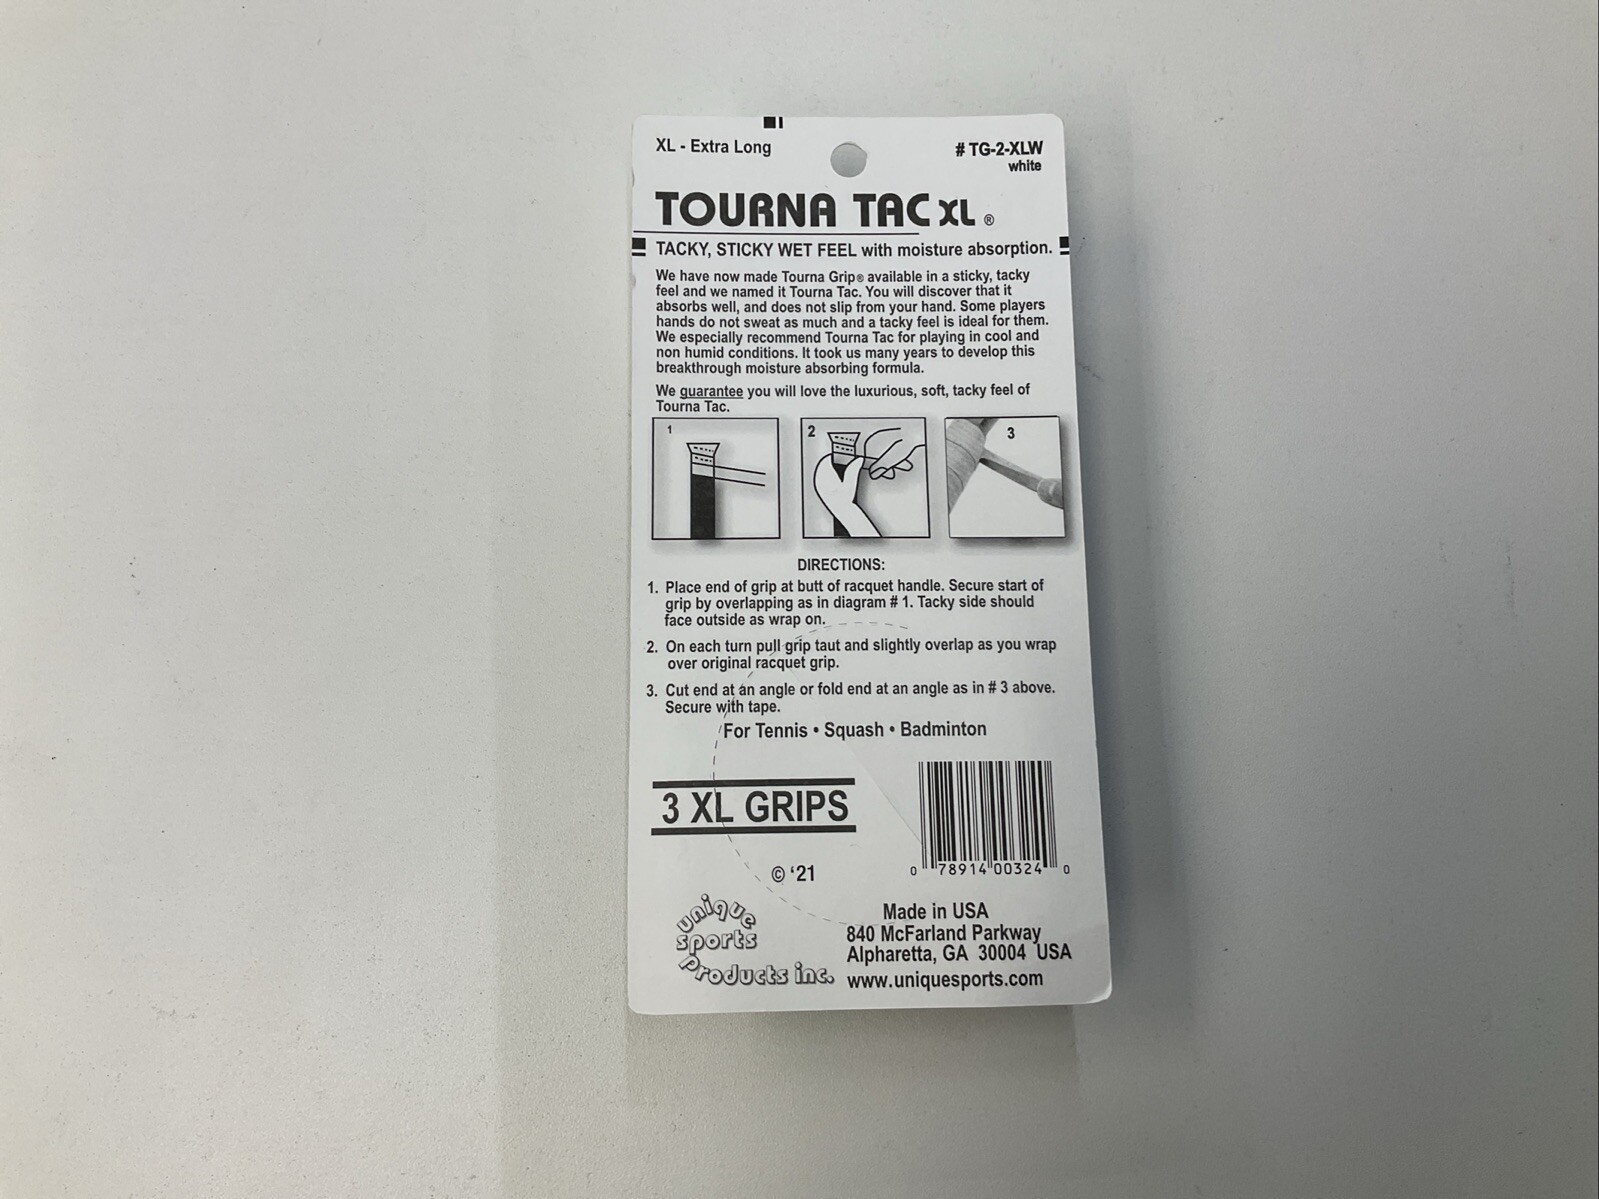 XL - Extra Long
# TG-2-XLW
white
TOURNA TAC XL ®
TACKY, STICKY WET FEEL with moisture absorption.
We have now made Tourna Grip® available in a sticky, tacky
feel and we named it Tourna Tac. You will discover that it
absorbs well, and does not slip from your hand. Some players
hands do not sweat as much and a tacky feel is ideal for them.
We especially recommend Tourna Tac for playing in cool and
non humid conditions. It took us many years to develop this
breakthrough moisture absorbing formula.
We guarantee you will love the luxurious, soft, tacky feel of
Tourna Tac.
1
2
3
DIRECTIONS:
1. Place end of grip at butt of racquet handle. Secure start of
grip by overlapping as in diagram # 1. Tacky side should
face outside as wrap on.
2. On each turn pull grip taut and slightly overlap as you wrap
over original racquet grip.
3. Cut end at an angle or fold end at an angle as in # 3 above.
Secure with tape.
For Tennis • Squash • Badminton
3 XL GRIPS
0 78914 00324 0
© '21
unique
sports
products inc.
Made in USA
840 McFarland Parkway
Alpharetta, GA 30004 USA
www.uniquesports.com